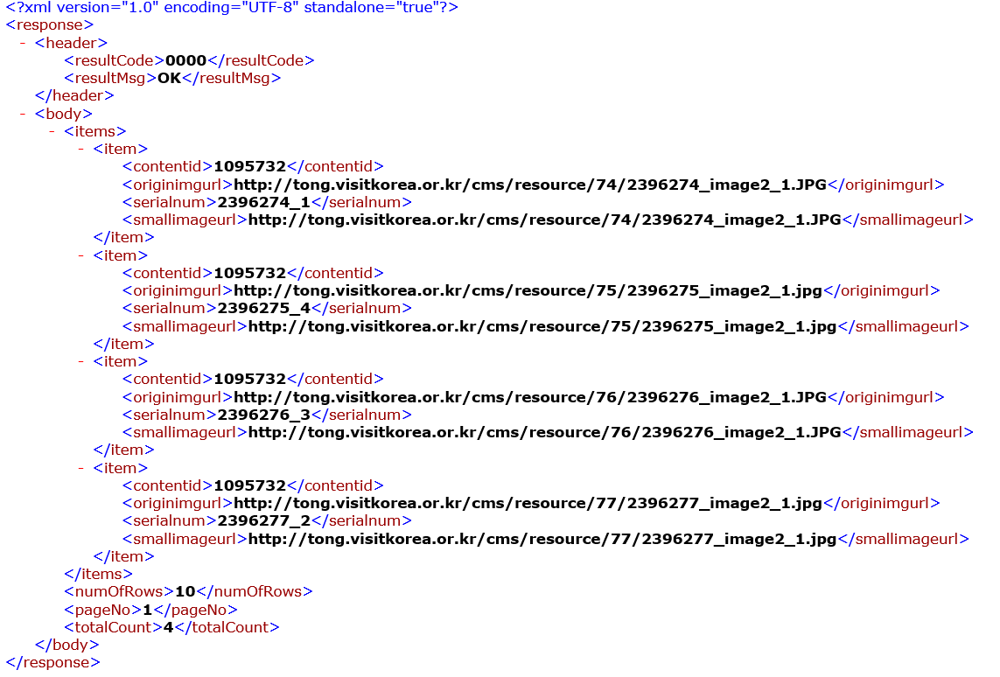 <?xml version="1.0" encoding="UTF-8" standalone="true"?>
<response>
- <header>
<resultCode>0000</resultCode>
<resultMsg>OK</resultMsg>
</header>
- <body>
- <items>
- <item>
<contentid>1095732</contentid>
<originimgurl>http://tong.visitkorea.or.kr/cms/resource/74/2396274_image2_1.JPG</originimgurl>
<serialnum>2396274_1</serialnum>
<smallimageurl>http://tong.visitkorea.or.kr/cms/resource/74/2396274_image2_1.JPG</smallimageurl>
</item>
- <item>
<contentid>1095732</contentid>
<originimgurl>http://tong.visitkorea.or.kr/cms/resource/75/2396275_image2_1.jpg</originimgurl>
<serialnum>2396275_4</serialnum>
<smallimageurl>http://tong.visitkorea.or.kr/cms/resource/75/2396275_image2_1.jpg</smallimageurl>
</item>
- <item>
<contentid>1095732</contentid>
<originimgurl>http://tong.visitkorea.or.kr/cms/resource/76/2396276_image2_1.JPG</originimgurl>
<serialnum>2396276_3</serialnum>
<smallimageurl>http://tong.visitkorea.or.kr/cms/resource/76/2396276_image2_1.JPG</smallimageurl>
</item>
- <item>
<contentid>1095732</contentid>
<originimgurl>http://tong.visitkorea.or.kr/cms/resource/77/2396277_image2_1.jpg</originimgurl>
<serialnum>2396277_2</serialnum>
<smallimageurl>http://tong.visitkorea.or.kr/cms/resource/77/2396277_image2_1.jpg</smallimageurl>
</item>
</items>
<numOfRows>10</numOfRows>
<pageNo>1</pageNo>
<totalCount>4</totalCount>
</body>
</response>